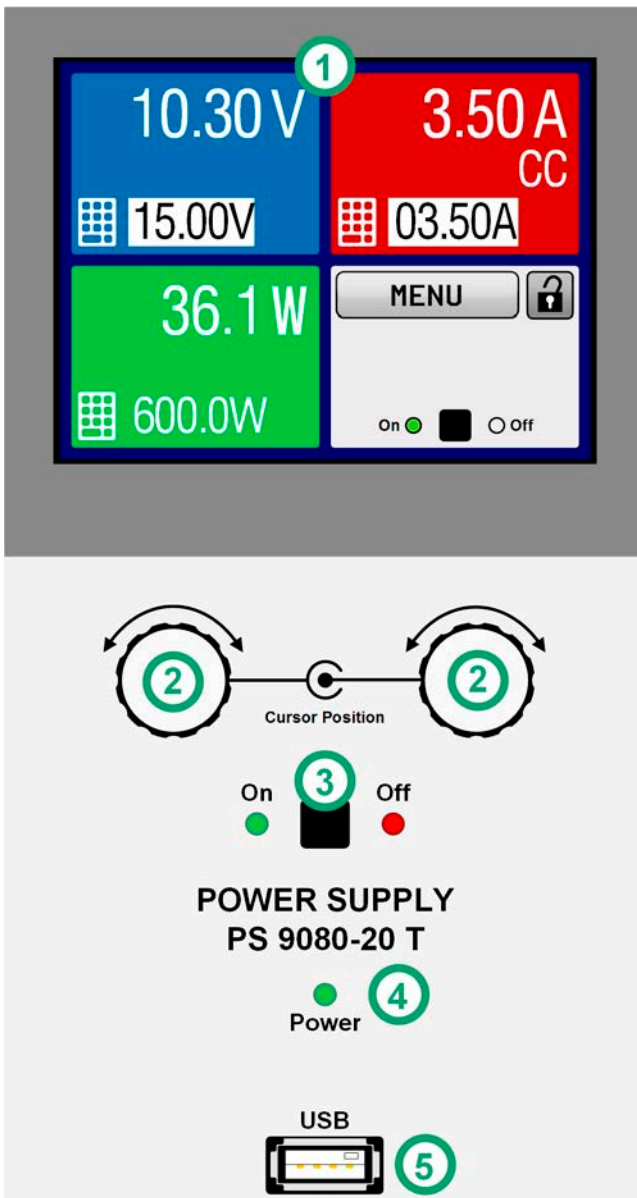 1
10.30 V
3.50 A
CC
15.00V
03.50A
36.1 W
MENU
600.0W
On
Off
2
2
Cursor Position
3
On
Off
POWER SUPPLY
PS 9080-20 T
4
Power
USB
5